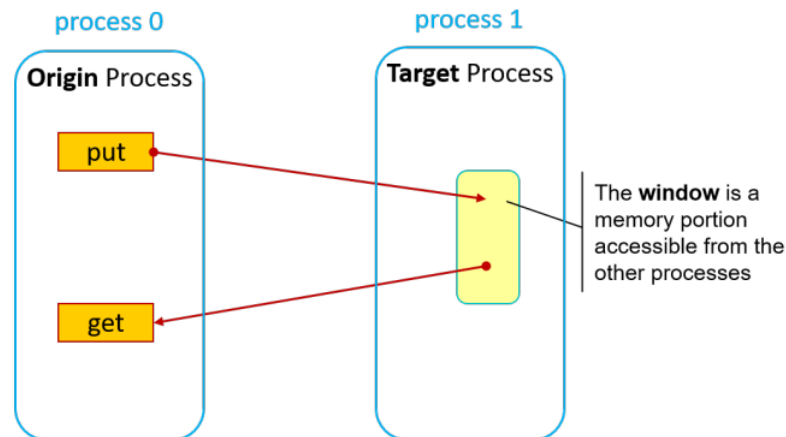 process 0
process 1
Origin Process
Target Process
put
The window is a
memory portion
accessible from the
other processes
get